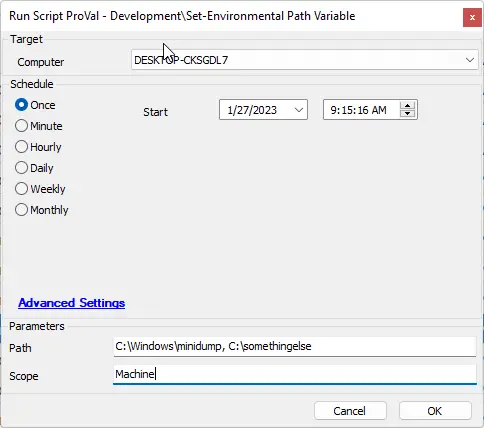 Run Script ProVal - Development\Set-Environmental Path Variable
Target
Computer DESKTOP-CKSGDL7
Schedule
Once Start 1/27/2023 9:15:16 AM
Minute
Hourly
Daily
Weekly
Monthly
Advanced Settings
Parameters
Path C:\Windows\minidump, C:\somethingelse
Scope Machine
Cancel OK